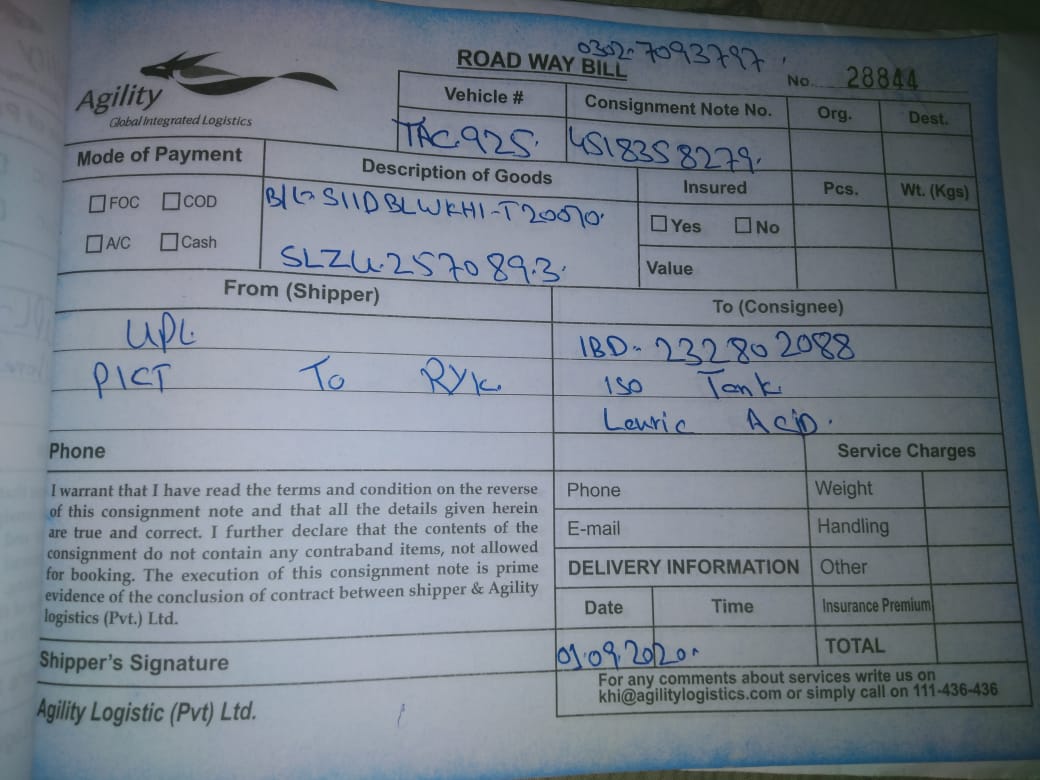 0302-7093797
ROAD WAY BILL
No. 28844
Agility
Global Integrated Logistics
Vehicle #
Consignment Note No.
Org.
Dest.
TAC.925.
4518358279.
Mode of Payment
Description of Goods
Insured
Pcs.
Wt. (Kgs)
FOC
COD
Yes
No
A/C
Cash
SLZU.257089.3.
Value
From (Shipper)
To (Consignee)
UPL
IBD- 232802088
PICT To RYK.
ISO Tank
Lauric Acid.
Phone
Service Charges
I warrant that I have read the terms and condition on the reverse
of this consignment note and that all the details given herein
are true and correct. I further declare that the contents of the
consignment do not contain any contraband items, not allowed
for booking. The execution of this consignment note is prime
evidence of the conclusion of contract between shipper & Agility
logistics (Pvt.) Ltd.
Phone
Weight
E-mail
Handling
DELIVERY INFORMATION
Other
Date
Time
Insurance Premium
01.09.2020.
TOTAL
Shipper's Signature
For any comments about services write us on
khi@agilitylogistics.com or simply call on 111-436-436
Agility Logistic (Pvt) Ltd.